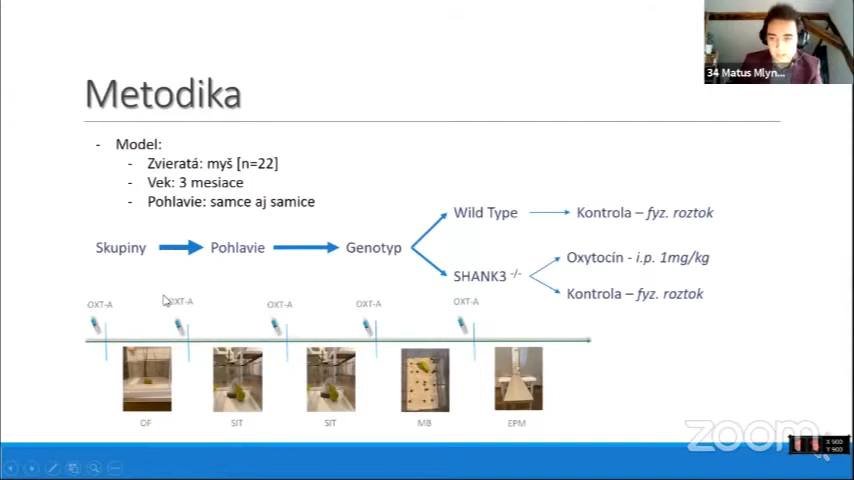 34 Matus Mlyn...
Metodika
- Model:
- Zvieratá: myš [n=22]
- Vek: 3 mesiace
- Pohlavie: samce aj samice
Wild Type
Kontrola – fyz. roztok
Skupiny
Pohlavie
Genotyp
Oxytocín - i.p. 1mg/kg
SHANK3 -/-
Kontrola – fyz. roztok
OXT-A
OXT-A
OXT-A
OXT-A
OXT-A
OF
SIT
SIT
MB
EPM
zoom
X 900
Y 900